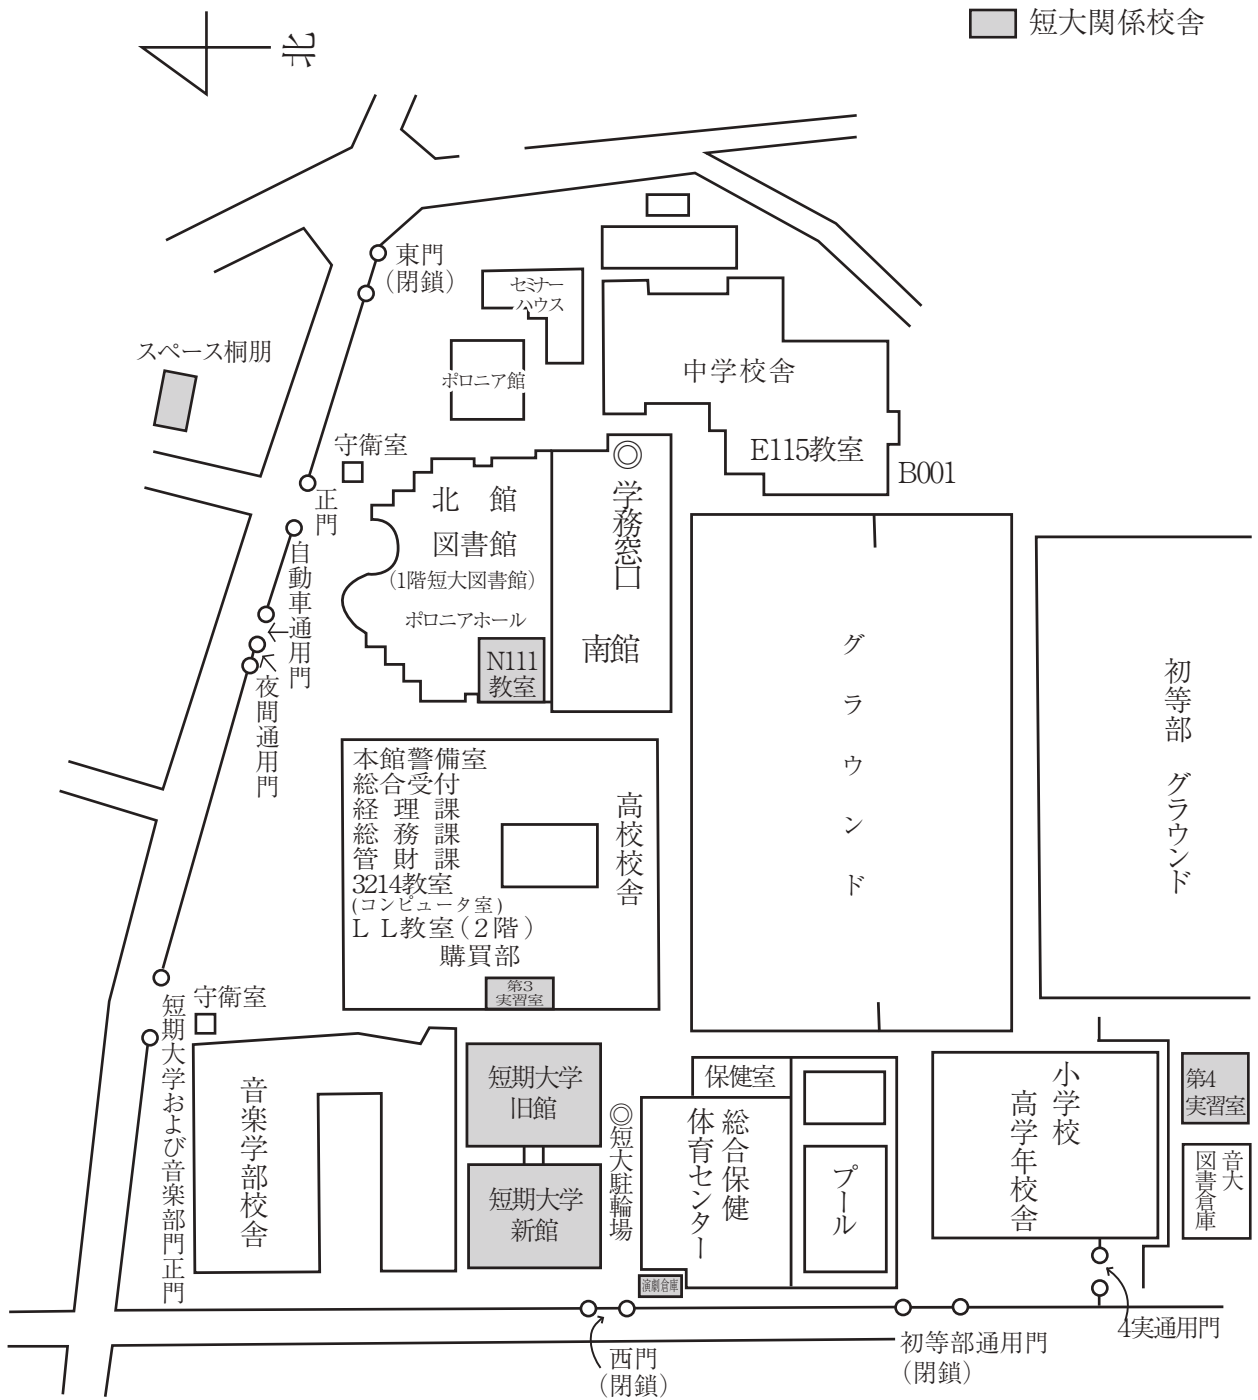 短大関係校舎
北
東門
（閉鎖）
セミナー
ハウス
スペース桐朋
ポロニア館
中学校舎
守衛室
E115教室
B001
正門
北　館
図書館
（1階短大図書館）
ポロニアホール
N111
教室
◎学務窓口
南館
自動車通用門
夜間通用門
グラウンド
初等部　グラウンド
本館警備室
総合受付
経 理 課
総 務 課
管 財 課
3214教室
(コンピュータ室)
L L教室（2階）
購買部
高校校舎
第3
実習室
守衛室
短期大学および音楽部門正門
音楽学部校舎
短期大学
旧館
短期大学
新館
◎短大駐輪場
保健室
総合保健
体育センター
プール
小学校
高学年校舎
第4
実習室
音大
図書倉庫
演劇倉庫
4実通用門
初等部通用門
（閉鎖）
西門
（閉鎖）